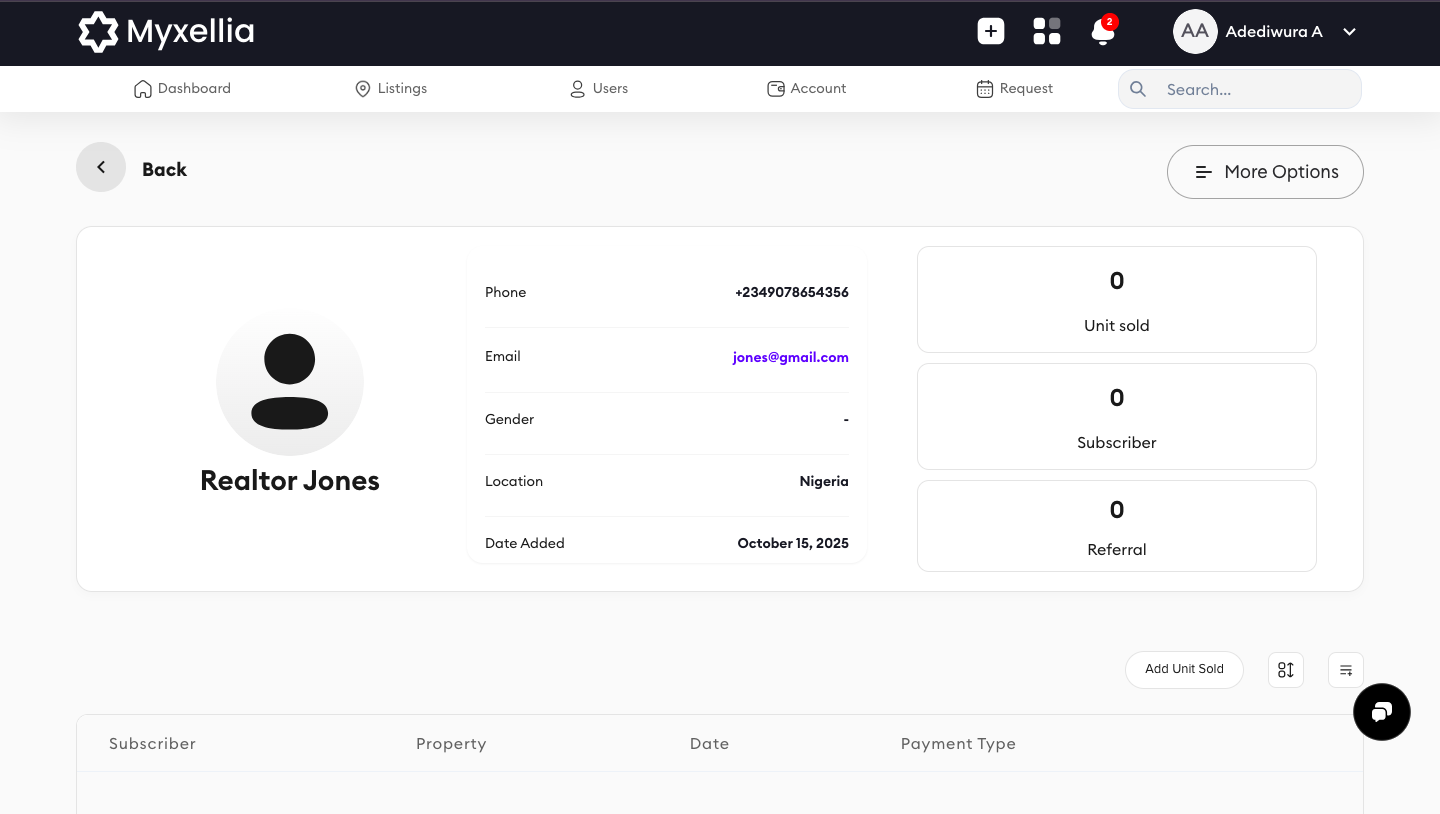 Myxellia
2
AA
Adediwura A
Dashboard
Listings
Users
Account
Request
Search...
Back
More Options
Realtor Jones
Phone +2349078654356
Email jones@gmail.com
Gender -
Location Nigeria
Date Added October 15, 2025
0
Unit sold
0
Subscriber
0
Referral
Add Unit Sold
Subscriber Property Date Payment Type